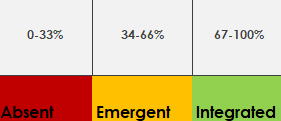 0-33% 34-66% 67-100%
Absent Emergent Integrated